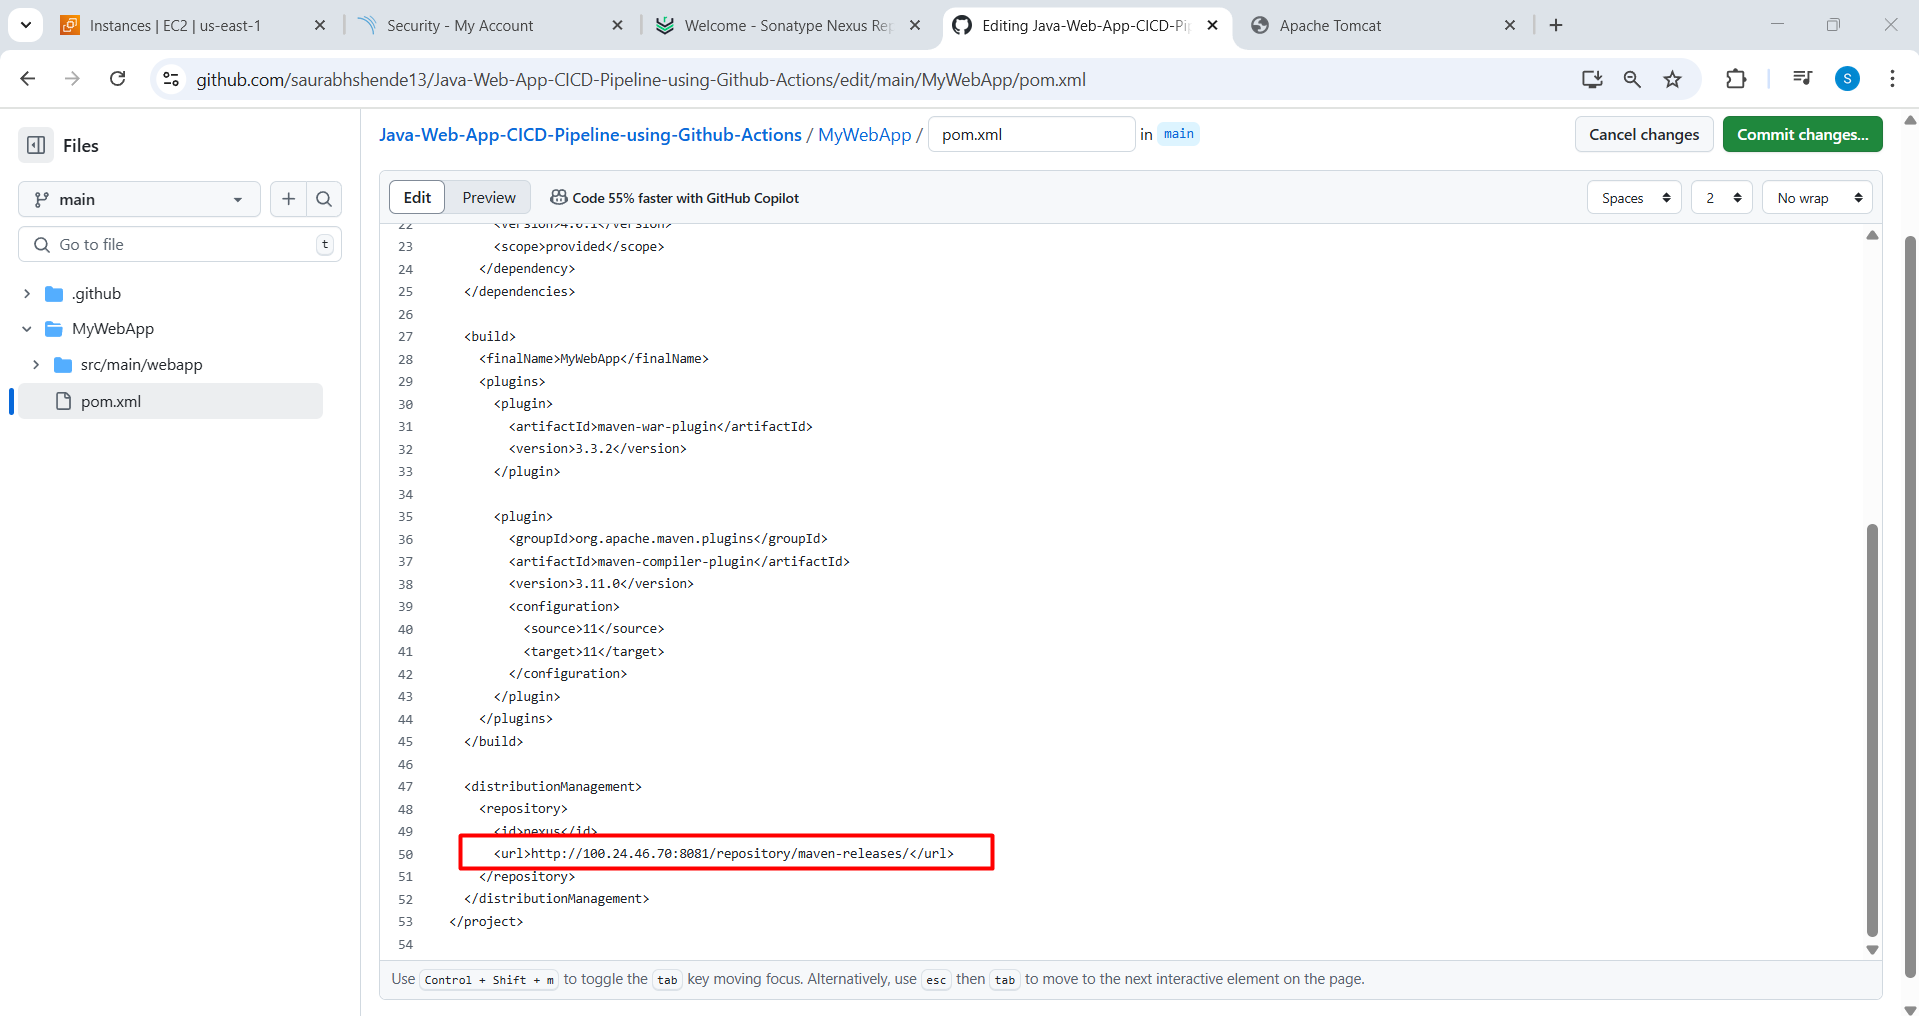 Instances | EC2 | us-east-1
Security - My Account
Welcome - Sonatype Nexus Rep
Editing Java-Web-App-CICD-Pi
Apache Tomcat
github.com/saurabhshende13/Java-Web-App-CICD-Pipeline-using-Github-Actions/edit/main/MyWebApp/pom.xml
S
Files
main
Go to file
t
.github
MyWebApp
src/main/webapp
pom.xml
Java-Web-App-CICD-Pipeline-using-Github-Actions / MyWebApp / pom.xml in main
Cancel changes
Commit changes...
Edit
Preview
Code 55% faster with GitHub Copilot
Spaces
2
No wrap
22 <version>4.0.1</version>
23 <scope>provided</scope>
24 </dependency>
25 </dependencies>
26
27 <build>
28 <finalName>MyWebApp</finalName>
29 <plugins>
30 <plugin>
31 <artifactId>maven-war-plugin</artifactId>
32 <version>3.3.2</version>
33 </plugin>
34
35 <plugin>
36 <groupId>org.apache.maven.plugins</groupId>
37 <artifactId>maven-compiler-plugin</artifactId>
38 <version>3.11.0</version>
39 <configuration>
40 <source>11</source>
41 <target>11</target>
42 </configuration>
43 </plugin>
44 </plugins>
45 </build>
46
47 <distributionManagement>
48 <repository>
49 <id>nexus</id>
50 <url>http://100.24.46.70:8081/repository/maven-releases/</url>
51 </repository>
52 </distributionManagement>
53 </project>
54
Use Control + Shift + m to toggle the tab key moving focus. Alternatively, use esc then tab to move to the next interactive element on the page.